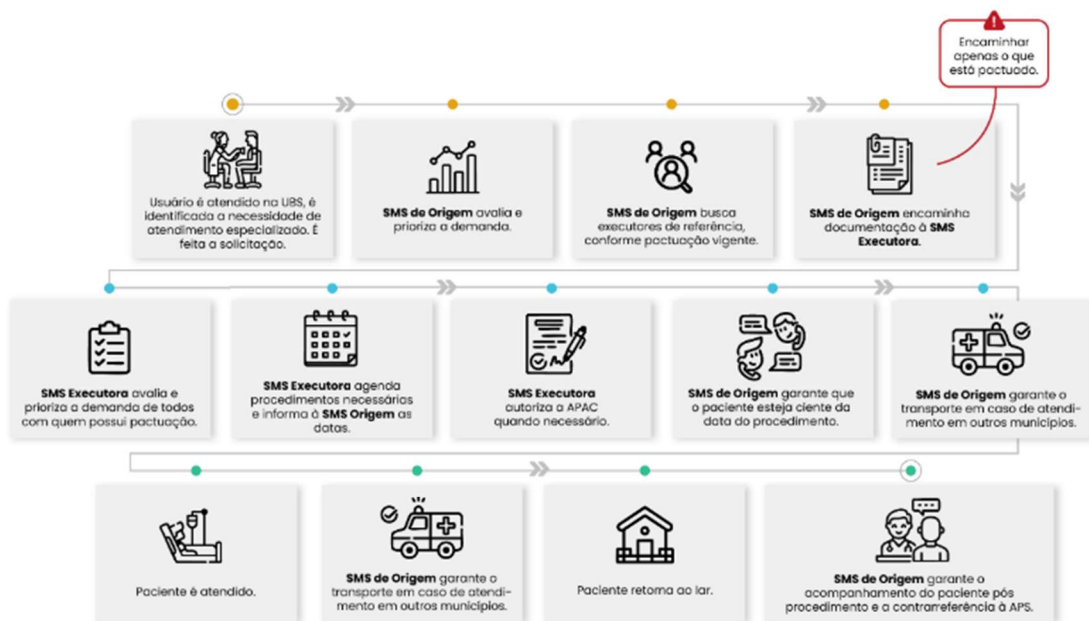 Encaminhar
apenas o que
está pactuado.
Usuário é atendido na UBS, é
identificada a necessidade de
atendimento especializado. É
feita a solicitação.
SMS de Origem avalia e
prioriza a demanda.
SMS de Origem busca
executores de referência,
conforme pactuação vigente.
SMS de Origem encaminha
documentação à SMS
Executora.
SMS Executora avalia e
prioriza a demanda de todos
com quem possui pactuação.
SMS Executora agenda
procedimentos necessários
e informa à SMS Origem as
datas.
SMS Executora
autoriza a APAC
quando necessário.
SMS de Origem garante que
o paciente esteja ciente da
data do procedimento.
SMS de Origem garante o
transporte em caso de atendi-
mento em outros municípios.
Paciente é atendido.
SMS de Origem garante o
transporte em caso de atendi-
mento em outros municípios.
Paciente retorna ao lar.
SMS de Origem garante o
acompanhamento do paciente pós
procedimento e a contrarreferência à APS.